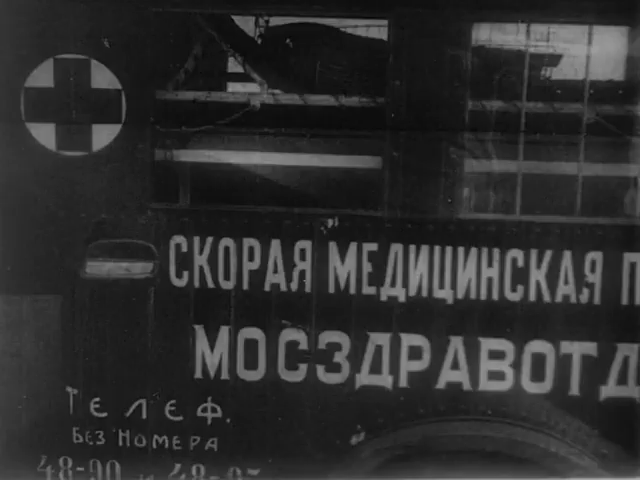 СКОРАЯ МЕДИЦИНСКАЯ П
МОСЗДРАВОТД
ТЕЛЕФ.
БЕЗ НОМЕРА
48-90 и